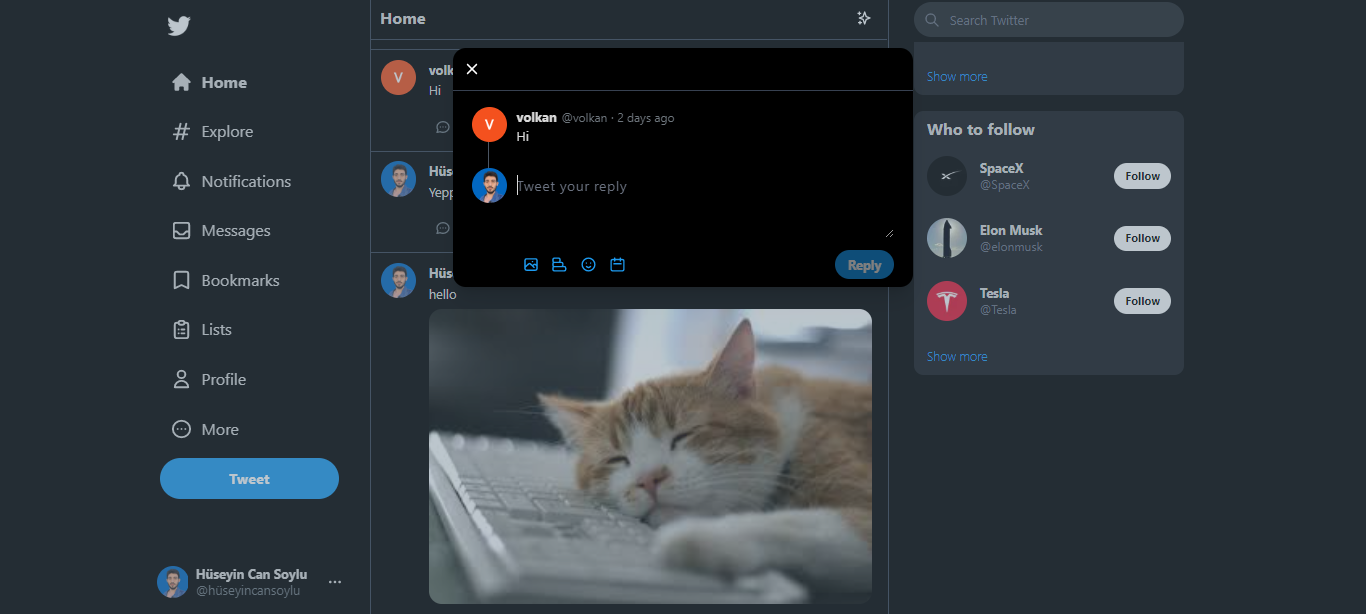 Home
Explore
Notifications
Messages
Bookmarks
Lists
Profile
More
Tweet
Hüseyin Can Soylu
@hüseyincansoylu
Home
V
volk
Hi
Hüs
Yepp
Hüs
hello
V
volkan @volkan · 2 days ago
Hi
Tweet your reply
Reply
Search Twitter
Show more
Who to follow
SpaceX
@SpaceX
Follow
Elon Musk
@elonmusk
Follow
Tesla
@Tesla
Follow
Show more